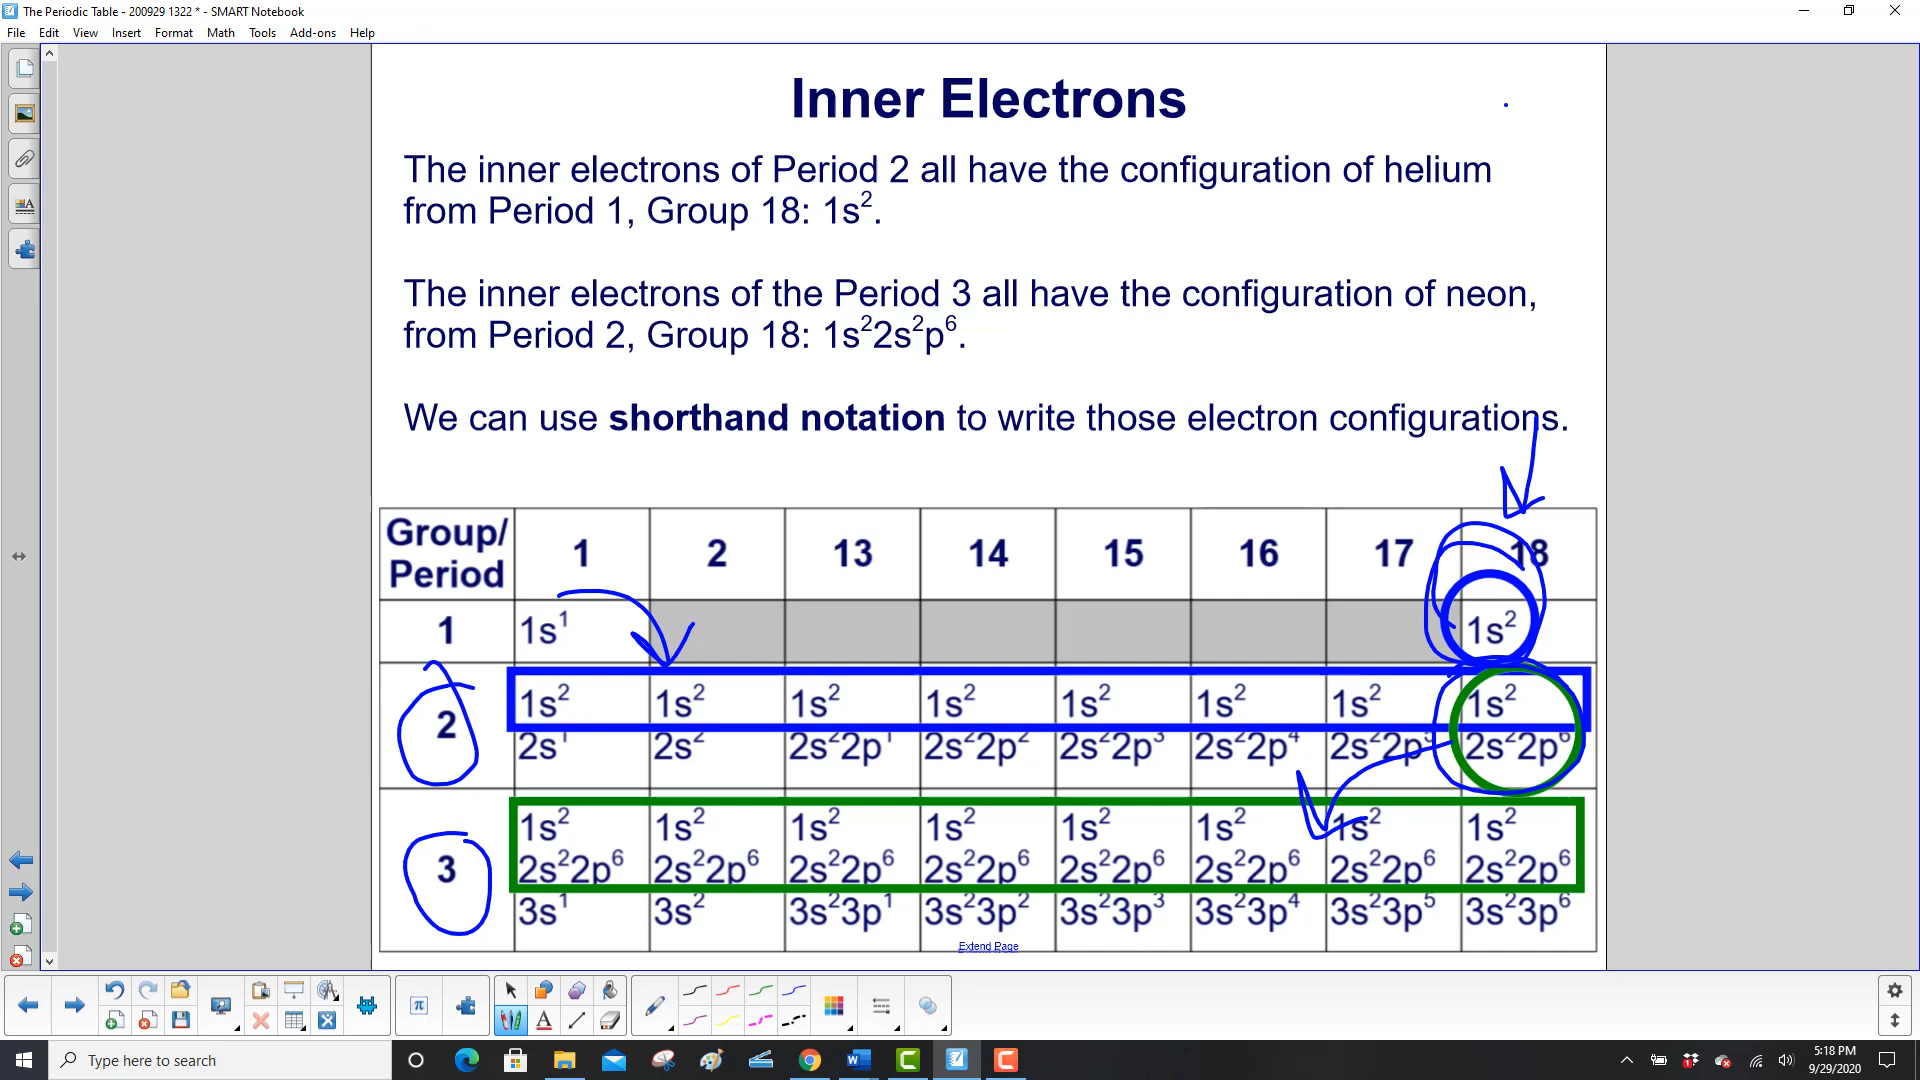 The Periodic Table - 200929 1322 * - SMART Notebook
File Edit View Insert Format Math Tools Add-ons Help
Inner Electrons
The inner electrons of Period 2 all have the configuration of helium
from Period 1, Group 18: 1s².
The inner electrons of the Period 3 all have the configuration of neon,
from Period 2, Group 18: 1s²2s²p⁶.
We can use shorthand notation to write those electron configurations.
Group/
Period 1 2 13 14 15 16 17 18
1 1s¹ 1s²
2 1s² 1s² 1s² 1s² 1s² 1s² 1s² 1s²
2s¹ 2s² 2s²2p¹ 2s²2p² 2s²2p³ 2s²2p⁴ 2s²2p⁵ 2s²2p⁶
1s² 1s² 1s² 1s² 1s² 1s² 1s² 1s²
3 2s²2p⁶ 2s²2p⁶ 2s²2p⁶ 2s²2p⁶ 2s²2p⁶ 2s²2p⁶ 2s²2p⁶ 2s²2p⁶
3s¹ 3s² 3s²3p¹ 3s²3p² 3s²3p³ 3s²3p⁴ 3s²3p⁵ 3s²3p⁶
Extend Page
Type here to search
5:18 PM
9/29/2020